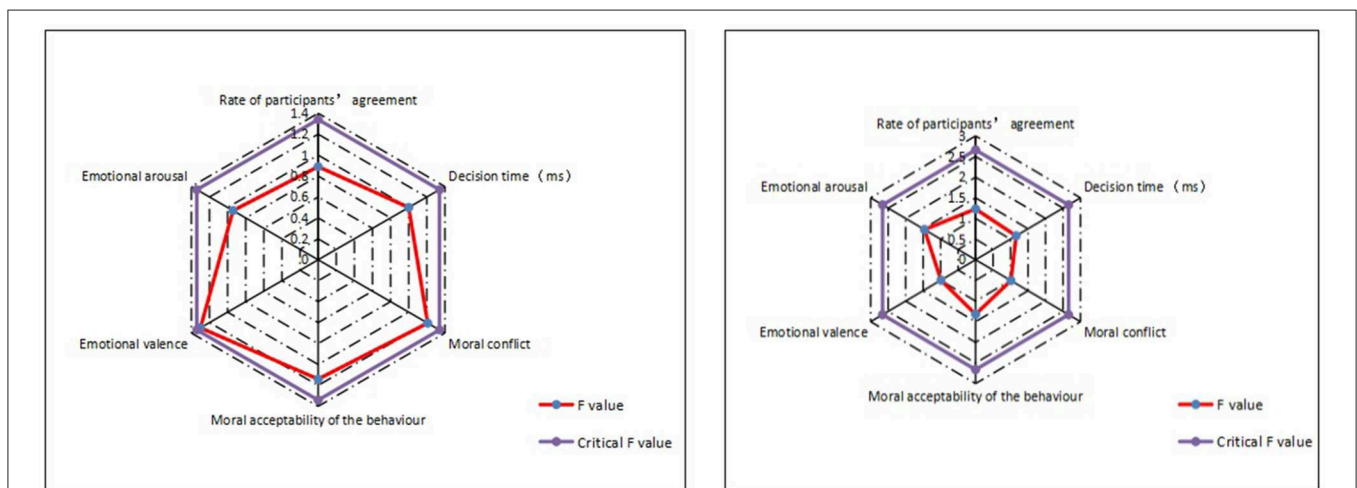 Rate of participants’ agreement
1.4
1.2
1
0.8
0.6
0.4
0.2
0
Emotional arousal
Decision time（ms）
Emotional valence
Moral conflict
Moral acceptability of the behaviour
F value
Critical F value
Rate of participants’ agreement
3
2.5
2
1.5
1
0.5
0
Emotional arousal
Decision time（ms）
Emotional valence
Moral conflict
Moral acceptability of the behaviour
F value
Critical F value